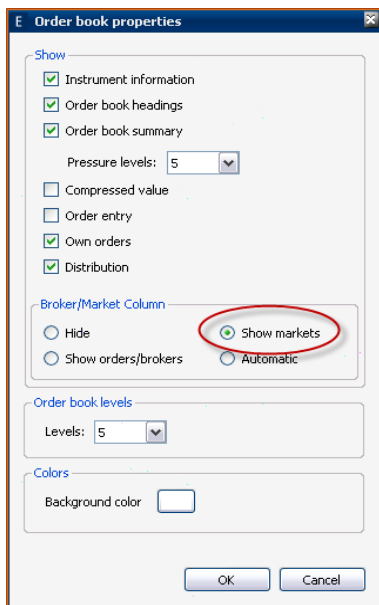 E Order book properties
Show
Instrument information
Order book headings
Order book summary
Pressure levels: 5
Compressed value
Order entry
Own orders
Distribution
Broker/Market Column
Hide Show markets
Show orders/brokers Automatic
Order book levels
Levels: 5
Colors
Background color
OK Cancel